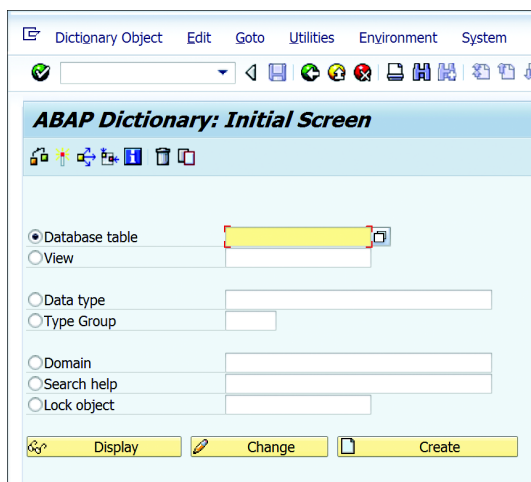 Dictionary Object Edit Goto Utilities Environment System
ABAP Dictionary: Initial Screen
Database table
View
Data type
Type Group
Domain
Search help
Lock object
Display Change Create